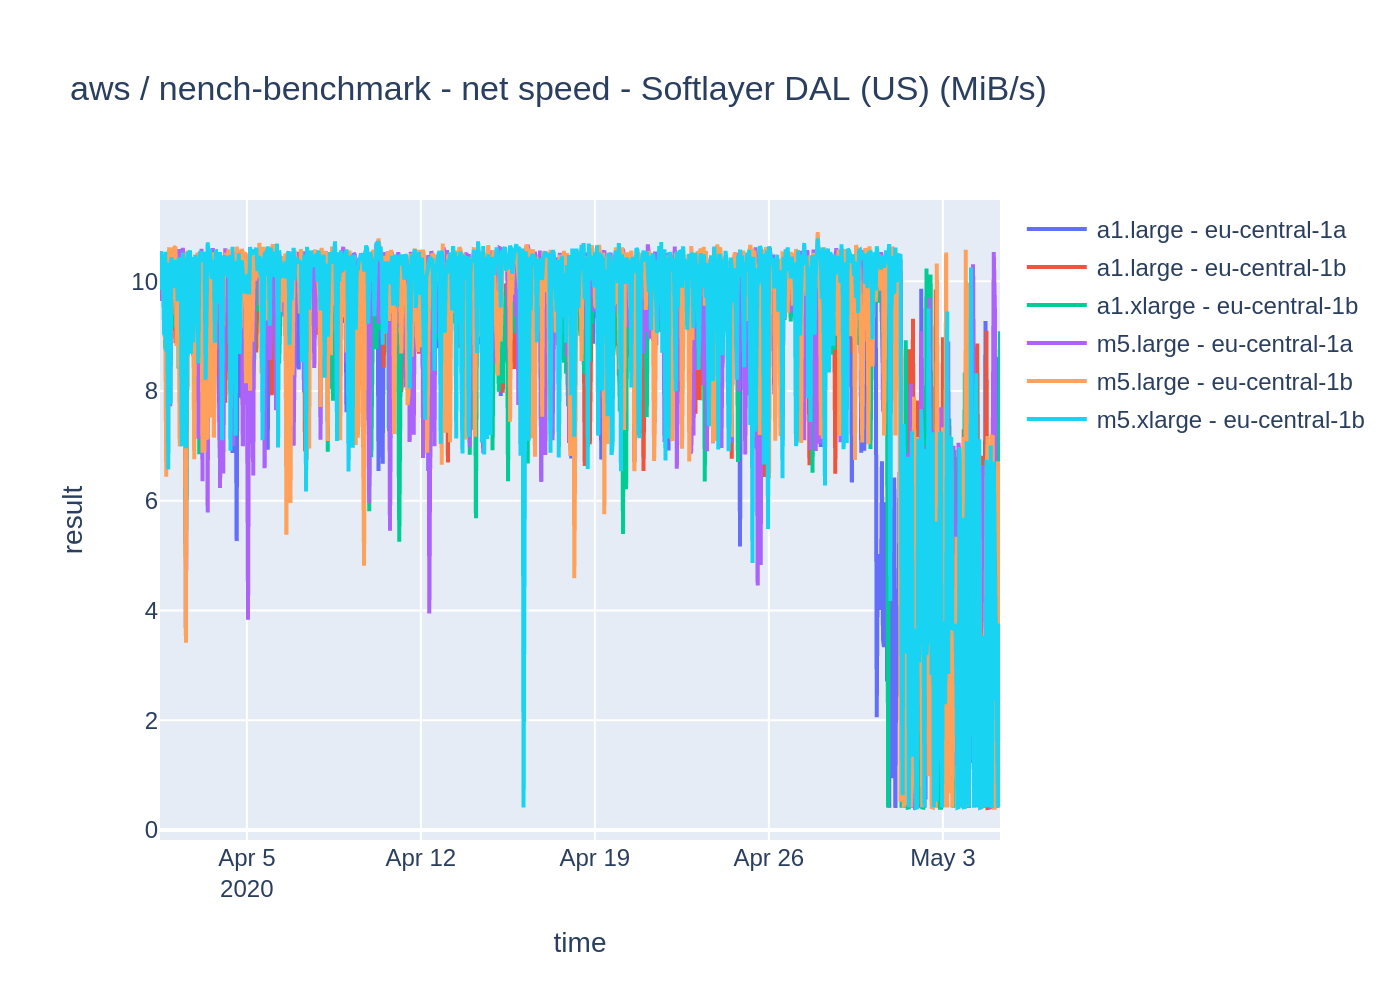 aws / nench-benchmark - net speed - Softlayer DAL (US) (MiB/s)
a1.large - eu-central-1a
a1.large - eu-central-1b
a1.xlarge - eu-central-1b
m5.large - eu-central-1a
m5.large - eu-central-1b
m5.xlarge - eu-central-1b
result
10
8
6
4
2
0
Apr 5
2020
Apr 12
Apr 19
Apr 26
May 3
time